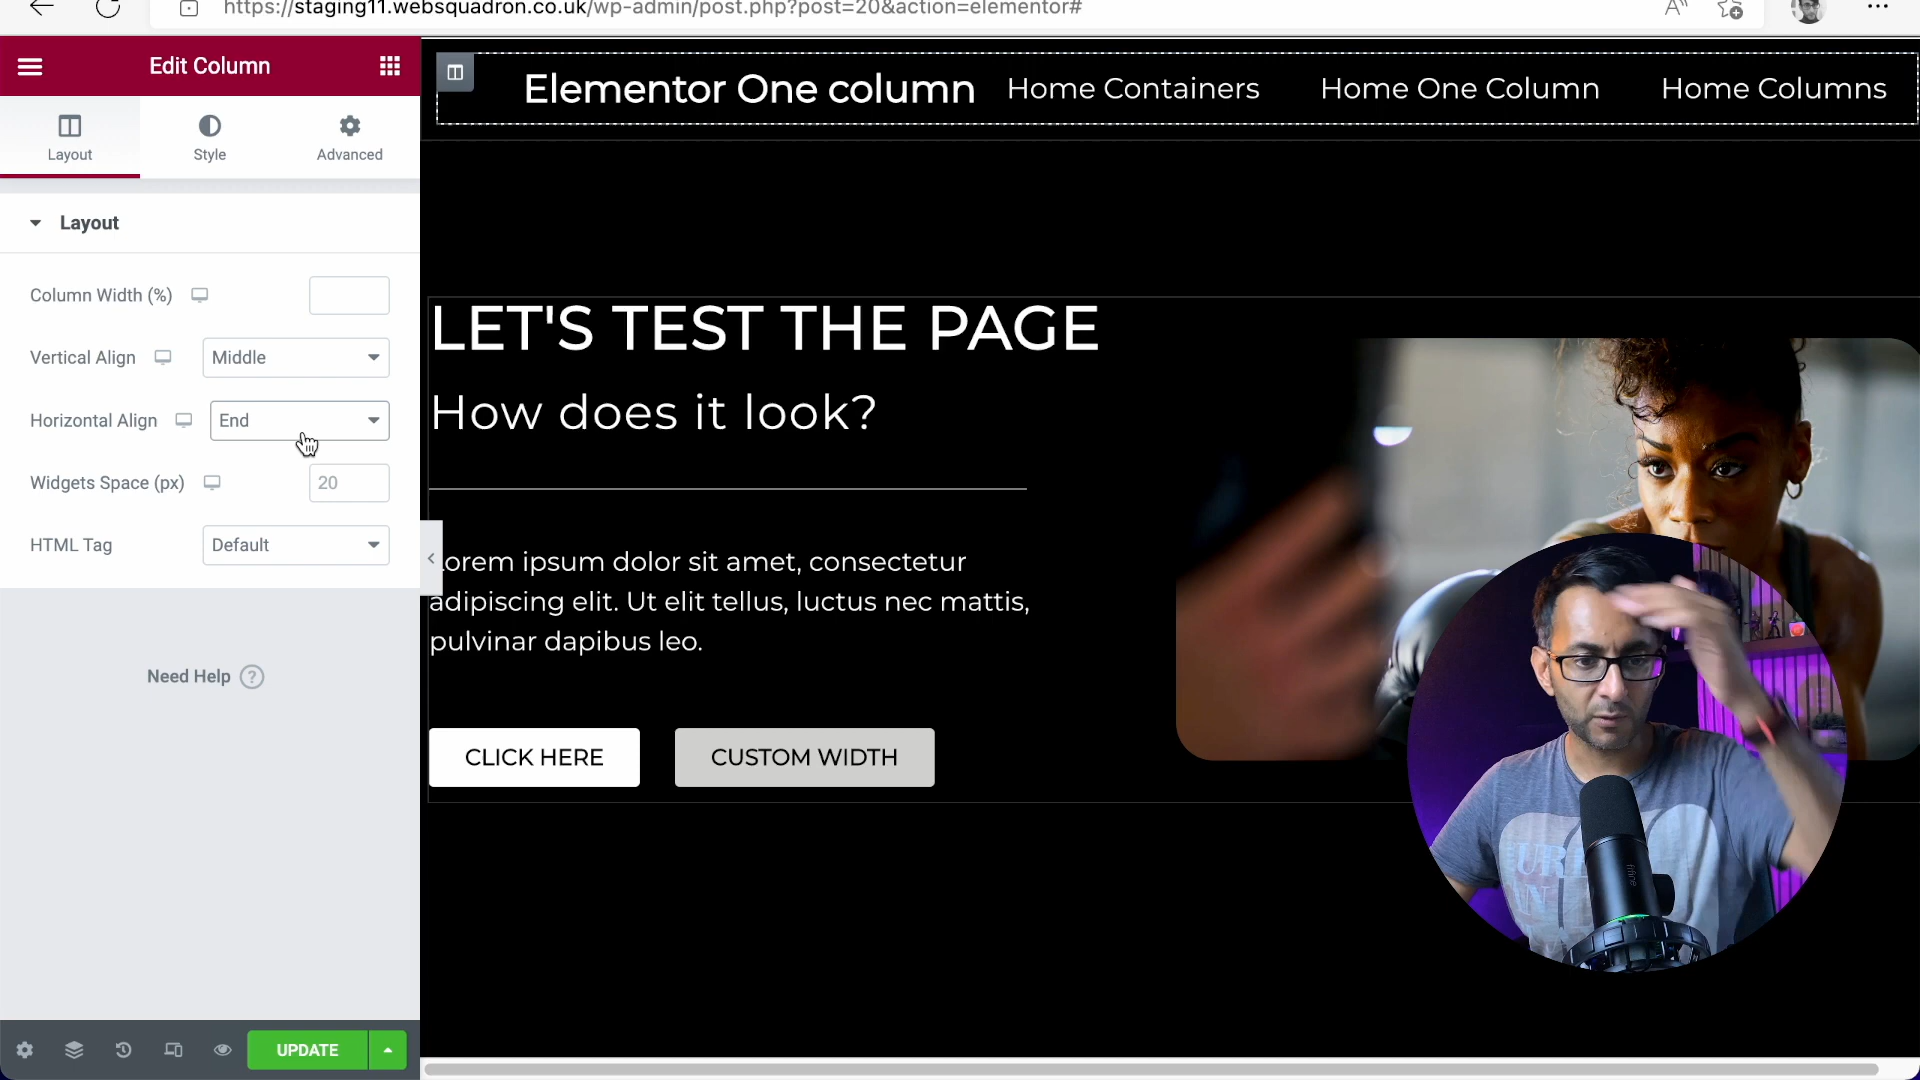 https://staging11.websquadron.co.uk/wp-admin/post.php?post=20&action=elementor#
Edit Column
Layout
Style
Advanced
Layout
Column Width (%)
Vertical Align
Middle
Horizontal Align
End
Widgets Space (px)
20
HTML Tag
Default
Need Help ?
UPDATE
Elementor One column
Home Containers
Home One Column
Home Columns
LET'S TEST THE PAGE
How does it look?
Lorem ipsum dolor sit amet, consectetur
adipiscing elit. Ut elit tellus, luctus nec mattis,
pulvinar dapibus leo.
CLICK HERE
CUSTOM WIDTH